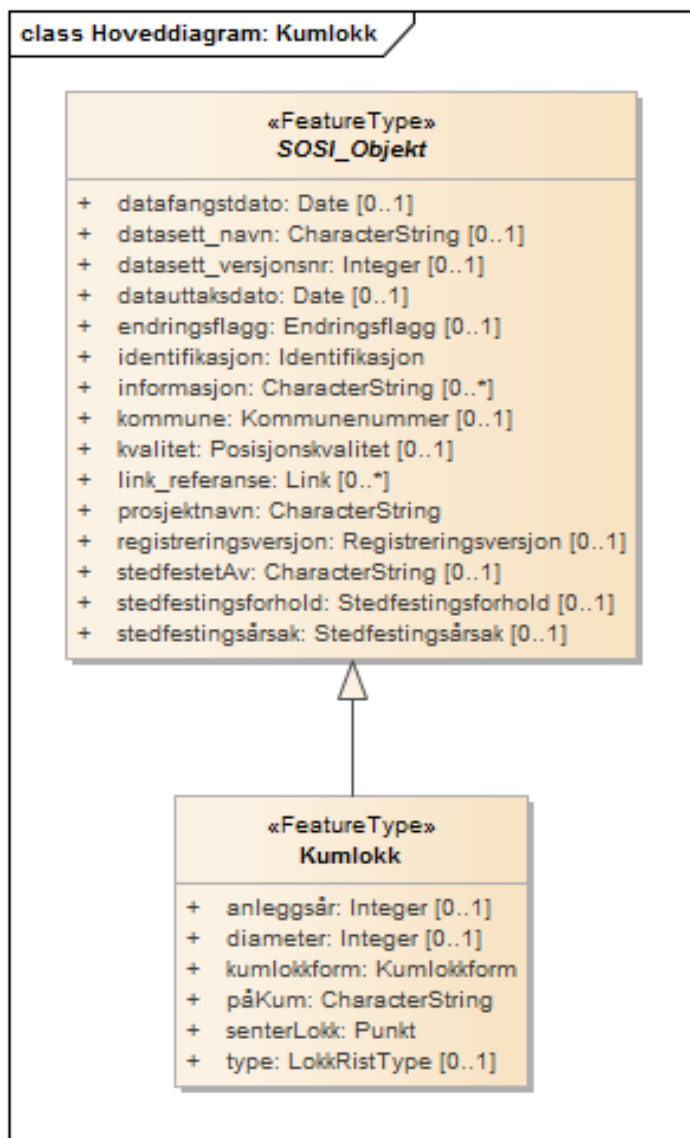 class Hoveddiagram: Kumlokk
«FeatureType»
SOSI_Objekt
+ datafangstdato: Date [0..1]
+ datasett_navn: CharacterString [0..1]
+ datasett_versjonsnr: Integer [0..1]
+ datauttaksdato: Date [0..1]
+ endringsflagg: Endringsflagg [0..1]
+ identifikasjon: Identifikasjon
+ informasjon: CharacterString [0..*]
+ kommune: Kommunenummer [0..1]
+ kvalitet: Posisjonskvalitet [0..1]
+ link_referanse: Link [0..*]
+ prosjektnavn: CharacterString
+ registreringsversjon: Registreringsversjon [0..1]
+ stedfestetAv: CharacterString [0..1]
+ stedfestingsforhold: Stedfestingsforhold [0..1]
+ stedfestingsårsak: Stedfestingsårsak [0..1]
«FeatureType»
Kumlokk
+ anleggsår: Integer [0..1]
+ diameter: Integer [0..1]
+ kumlokkform: Kumlokkform
+ påKum: CharacterString
+ senterLokk: Punkt
+ type: LokkRistType [0..1]